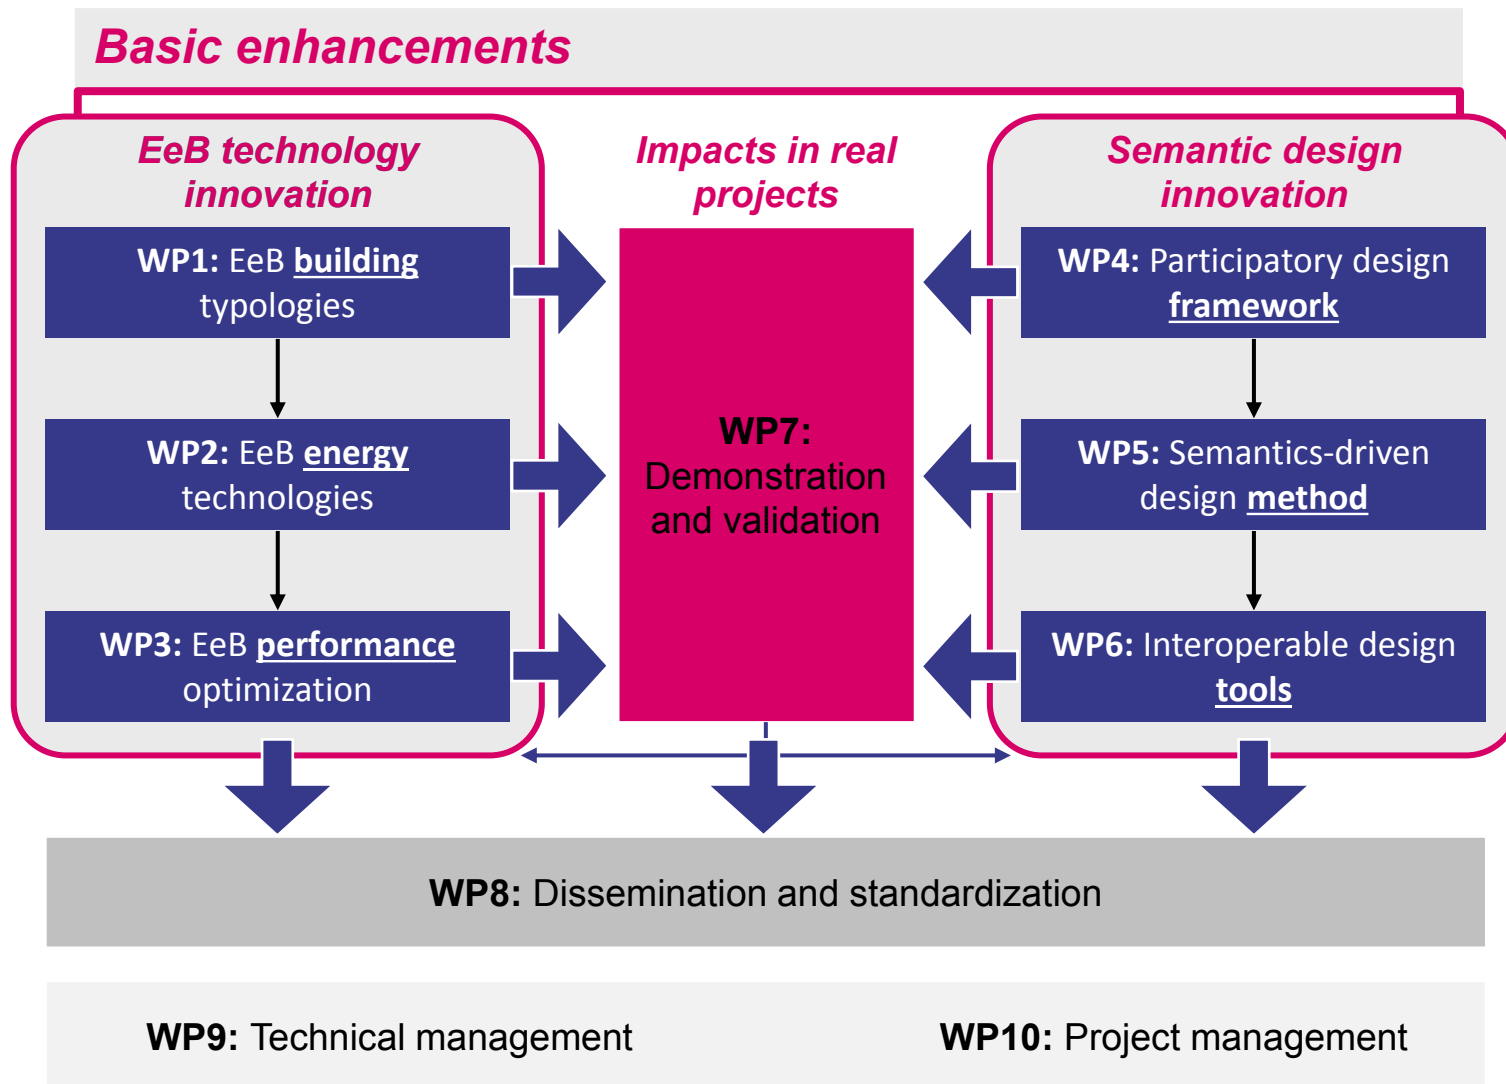 Basic enhancements
EeB technology
innovation
WP1: EeB building
typologies
WP2: EeB energy
technologies
WP3: EeB performance
optimization
Impacts in real
projects
WP7:
Demonstration
and validation
Semantic design
innovation
WP4: Participatory design
framework
WP5: Semantics-driven
design method
WP6: Interoperable design
tools
WP8: Dissemination and standardization
WP9: Technical management
WP10: Project management